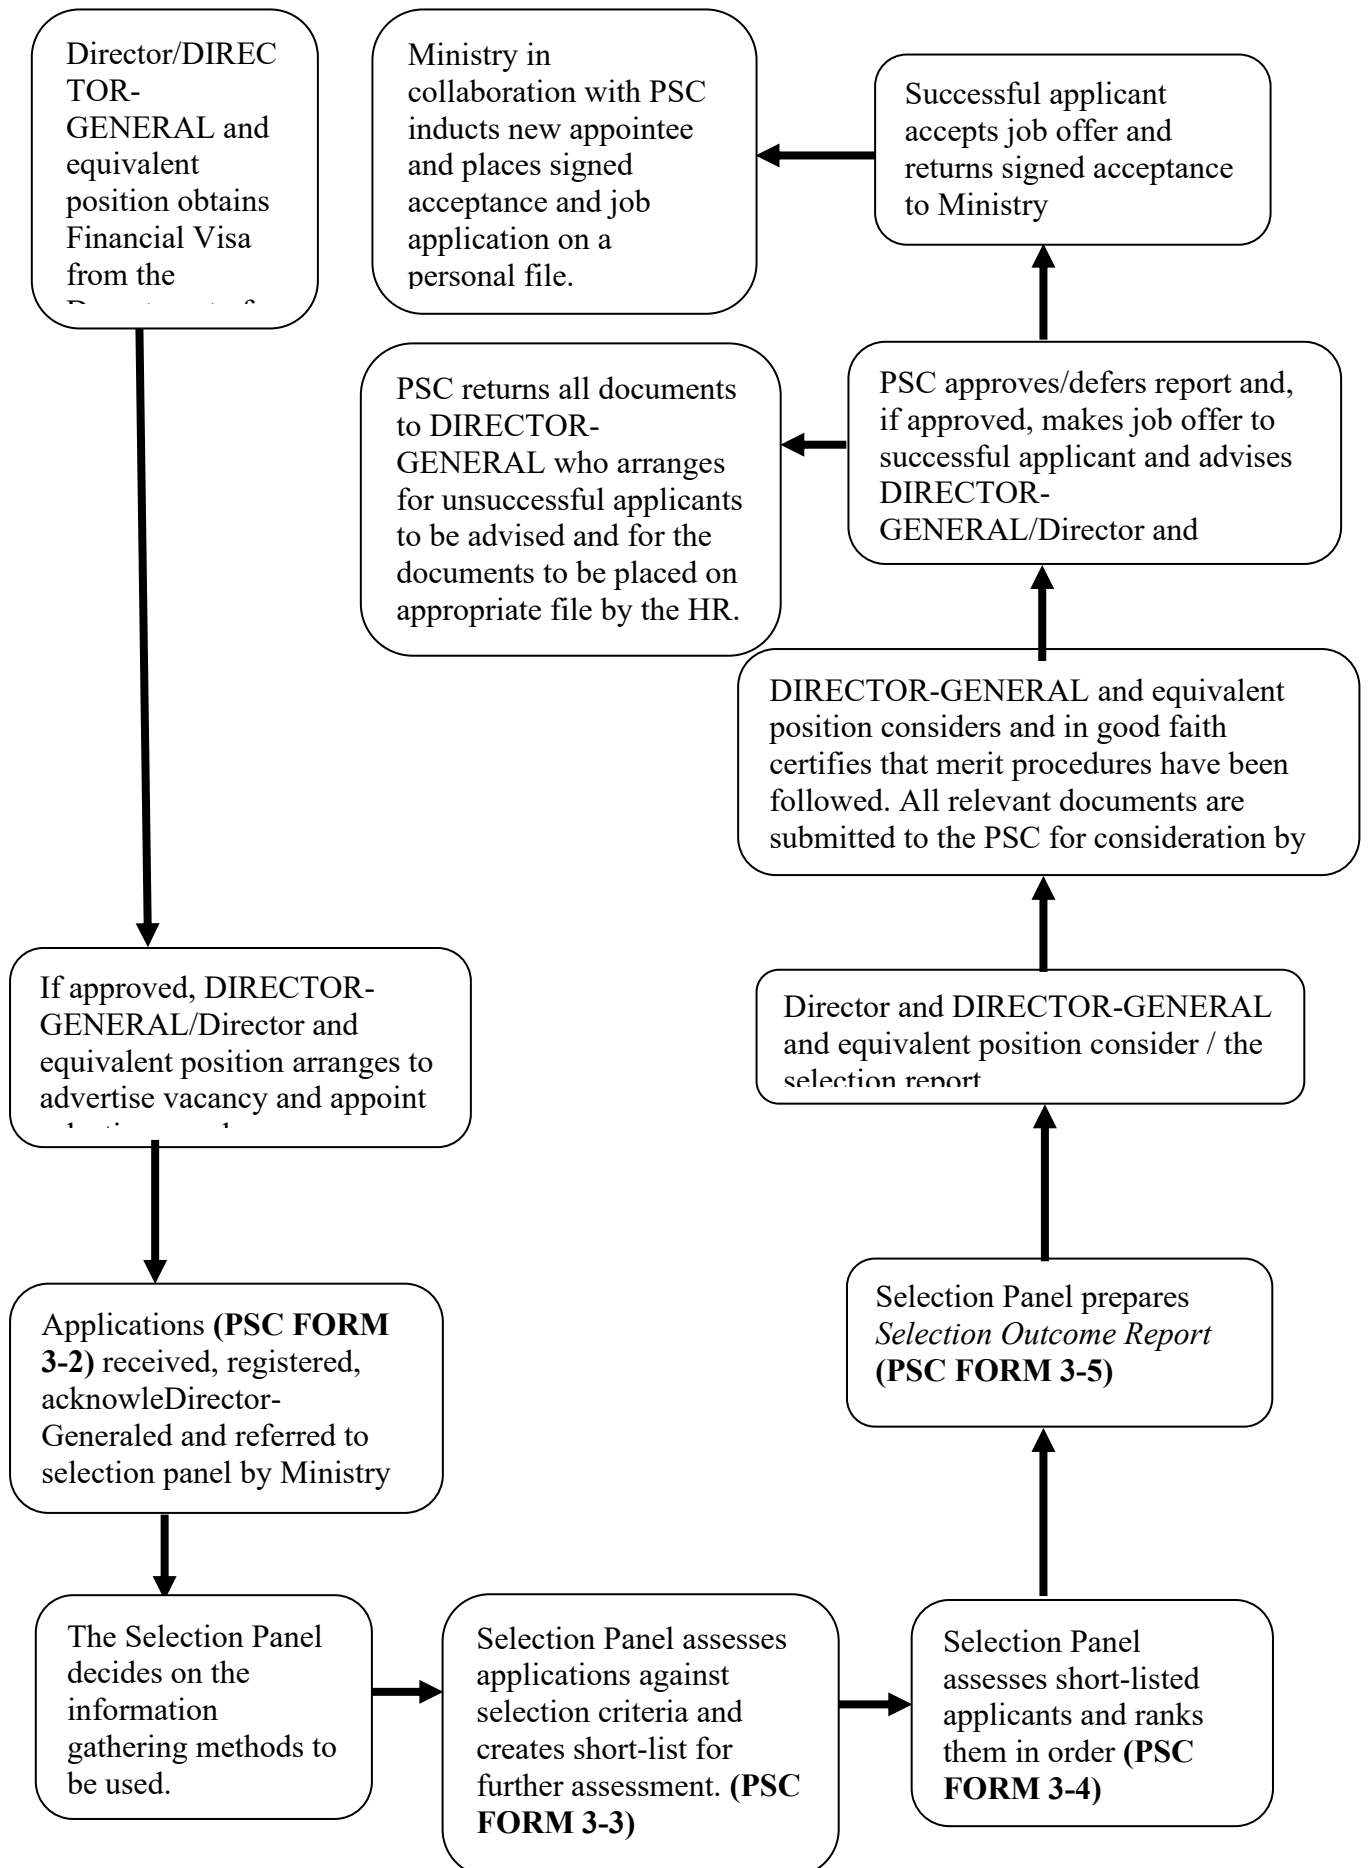 Director/DIREC
TOR-
GENERAL and
equivalent
position obtains
Financial Visa
from the
Ministry in
collaboration with PSC
inducts new appointee
and places signed
acceptance and job
application on a
personal file.
Successful applicant
accepts job offer and
returns signed acceptance
to Ministry
PSC returns all documents
to DIRECTOR-
GENERAL who arranges
for unsuccessful applicants
to be advised and for the
documents to be placed on
appropriate file by the HR.
PSC approves/defers report and,
if approved, makes job offer to
successful applicant and advises
DIRECTOR-
GENERAL/Director and
DIRECTOR-GENERAL and equivalent
position considers and in good faith
certifies that merit procedures have been
followed. All relevant documents are
submitted to the PSC for consideration by
If approved, DIRECTOR-
GENERAL/Director and
equivalent position arranges to
advertise vacancy and appoint
Director and DIRECTOR-GENERAL
and equivalent position consider / the
selection report
Applications (PSC FORM
3-2) received, registered,
acknowleDirector-
Generaled and referred to
selection panel by Ministry
Selection Panel prepares
Selection Outcome Report
(PSC FORM 3-5)
The Selection Panel
decides on the
information
gathering methods to
be used.
Selection Panel assesses
applications against
selection criteria and
creates short-list for
further assessment. (PSC
FORM 3-3)
Selection Panel
assesses short-listed
applicants and ranks
them in order (PSC
FORM 3-4)